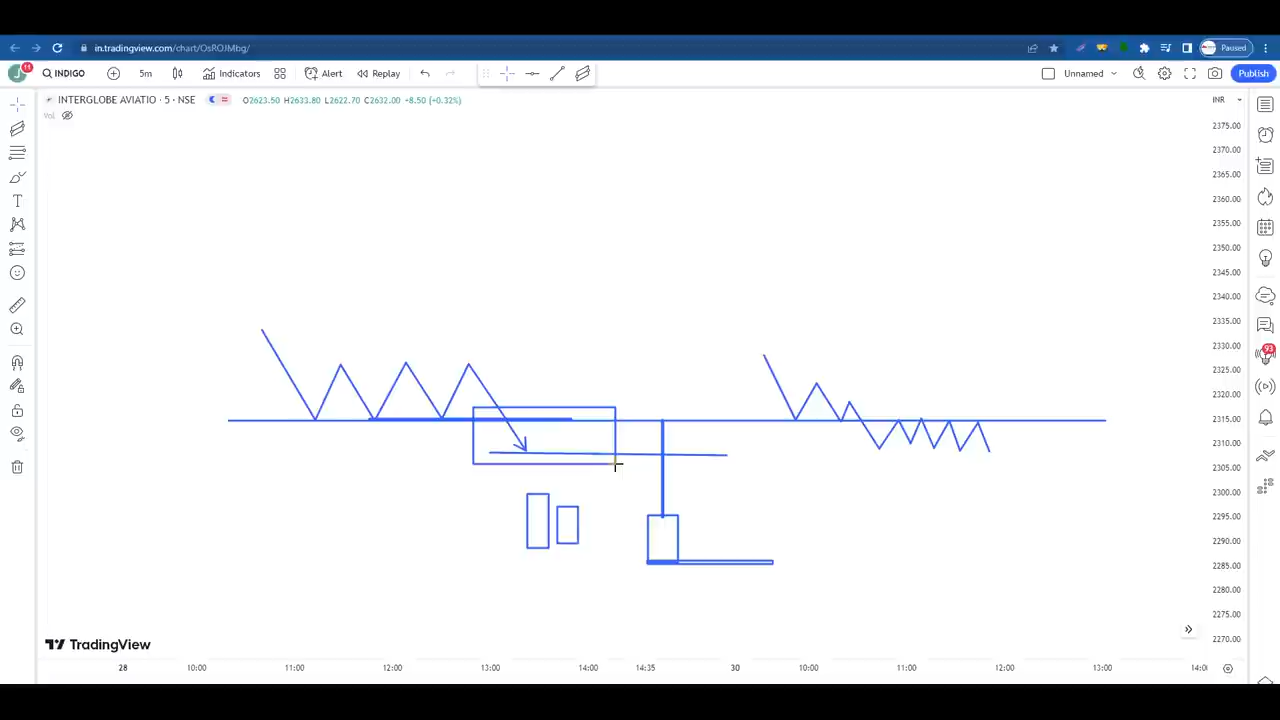 in.tradingview.com/chart/OsROJMbg/
Paused
11
INDIGO
5m
Indicators
Alert
Replay
Unnamed
Publish
INTERGLOBE AVIATIO · 5 · NSE
O2623.50 H2633.80 L2622.70 C2632.00 +8.50 (+0.32%)
INR
Vol
2375.00
2370.00
2365.00
2360.00
2355.00
2350.00
2345.00
2340.00
2335.00
2330.00
2325.00
2320.00
2315.00
2310.00
2305.00
2300.00
2295.00
2290.00
2285.00
2280.00
2275.00
2270.00
93
TradingView
28
10:00
11:00
12:00
13:00
14:00
14:35
30
10:00
11:00
12:00
13:00